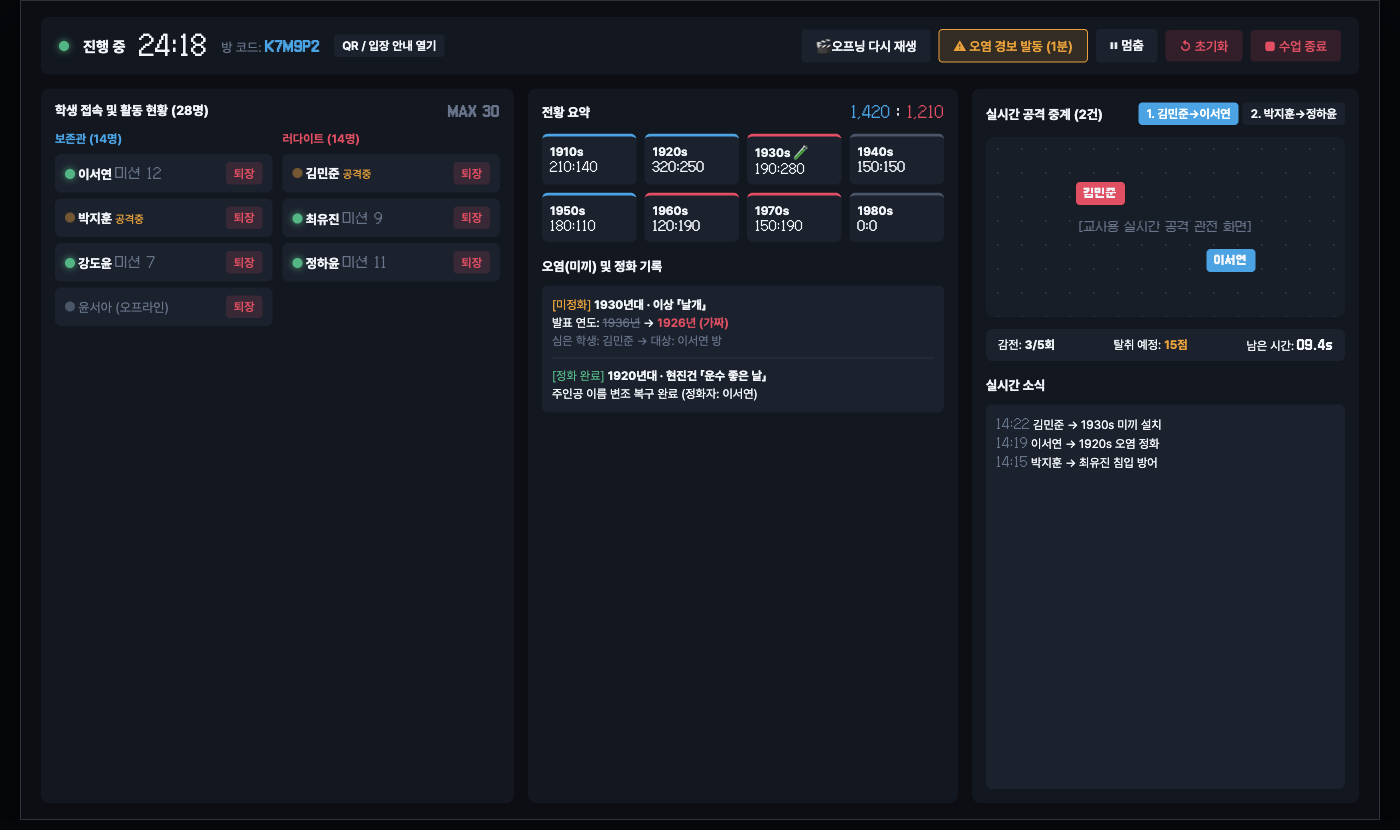 진행 중 24:18 방 코드: K7M9P2 QR / 입장 안내 열기 오프닝 다시 재생 오염 경보 발동 (1분) 멈춤 초기화 수업 종료
학생 접속 및 활동 현황 (28명) MAX 30
보존관 (14명) 러다이트 (14명)
이서연 미션 12 퇴장 김민준 공격중 퇴장
박지훈 공격중 퇴장 최유진 미션 9 퇴장
강도윤 미션 7 퇴장 정하윤 미션 11 퇴장
윤서아 (오프라인) 퇴장
전황 요약 1,420 : 1,210
1910s 1920s 1930s 1940s
210:140 320:250 190:280 150:150
1950s 1960s 1970s 1980s
180:110 120:190 150:190 0:0
오염(미끼) 및 정화 기록
[미정화] 1930년대 · 이상 「날개」
발표 연도: 1936년 → 1926년 (가짜)
심은 학생: 김민준 → 대상: 이서연 방
[정화 완료] 1920년대 · 현진건 「운수 좋은 날」
주인공 이름 변조 복구 완료 (정화자: 이서연)
실시간 공격 중계 (2건) 1. 김민준→이서연 2. 박지훈→정하윤
김민준
[교사용 실시간 공격 관전 화면]
이서연
감전: 3/5회 탈취 예정: 15점 남은 시간: 09.4s
실시간 소식
14:22 김민준 → 1930s 미끼 설치
14:19 이서연 → 1920s 오염 정화
14:15 박지훈 → 최유진 침입 방어